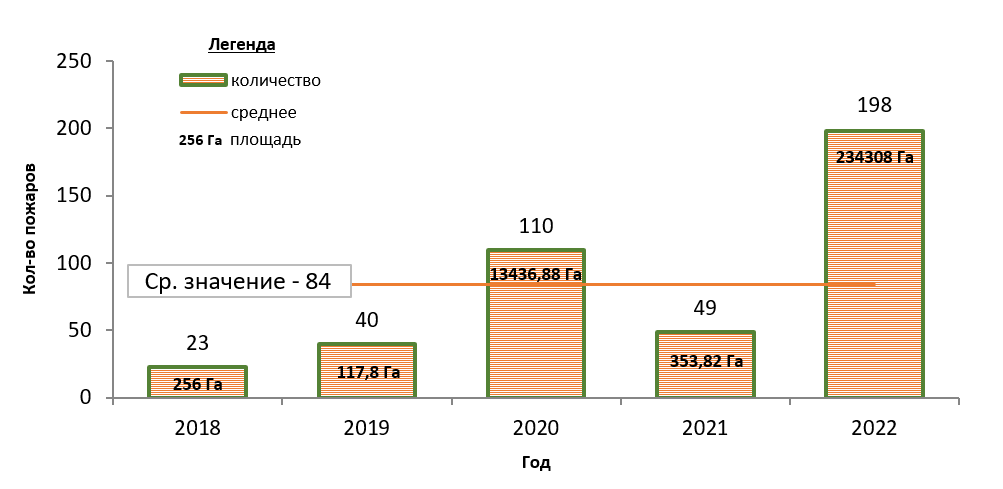 Легенда
количество
среднее
256 Га площадь
Кол-во пожаров
250
200
150
100
50
0
Ср. значение - 84
23
256 Га
40
117,8 Га
110
13436,88 Га
49
353,82 Га
198
234308 Га
2018 2019 2020 2021 2022
Год